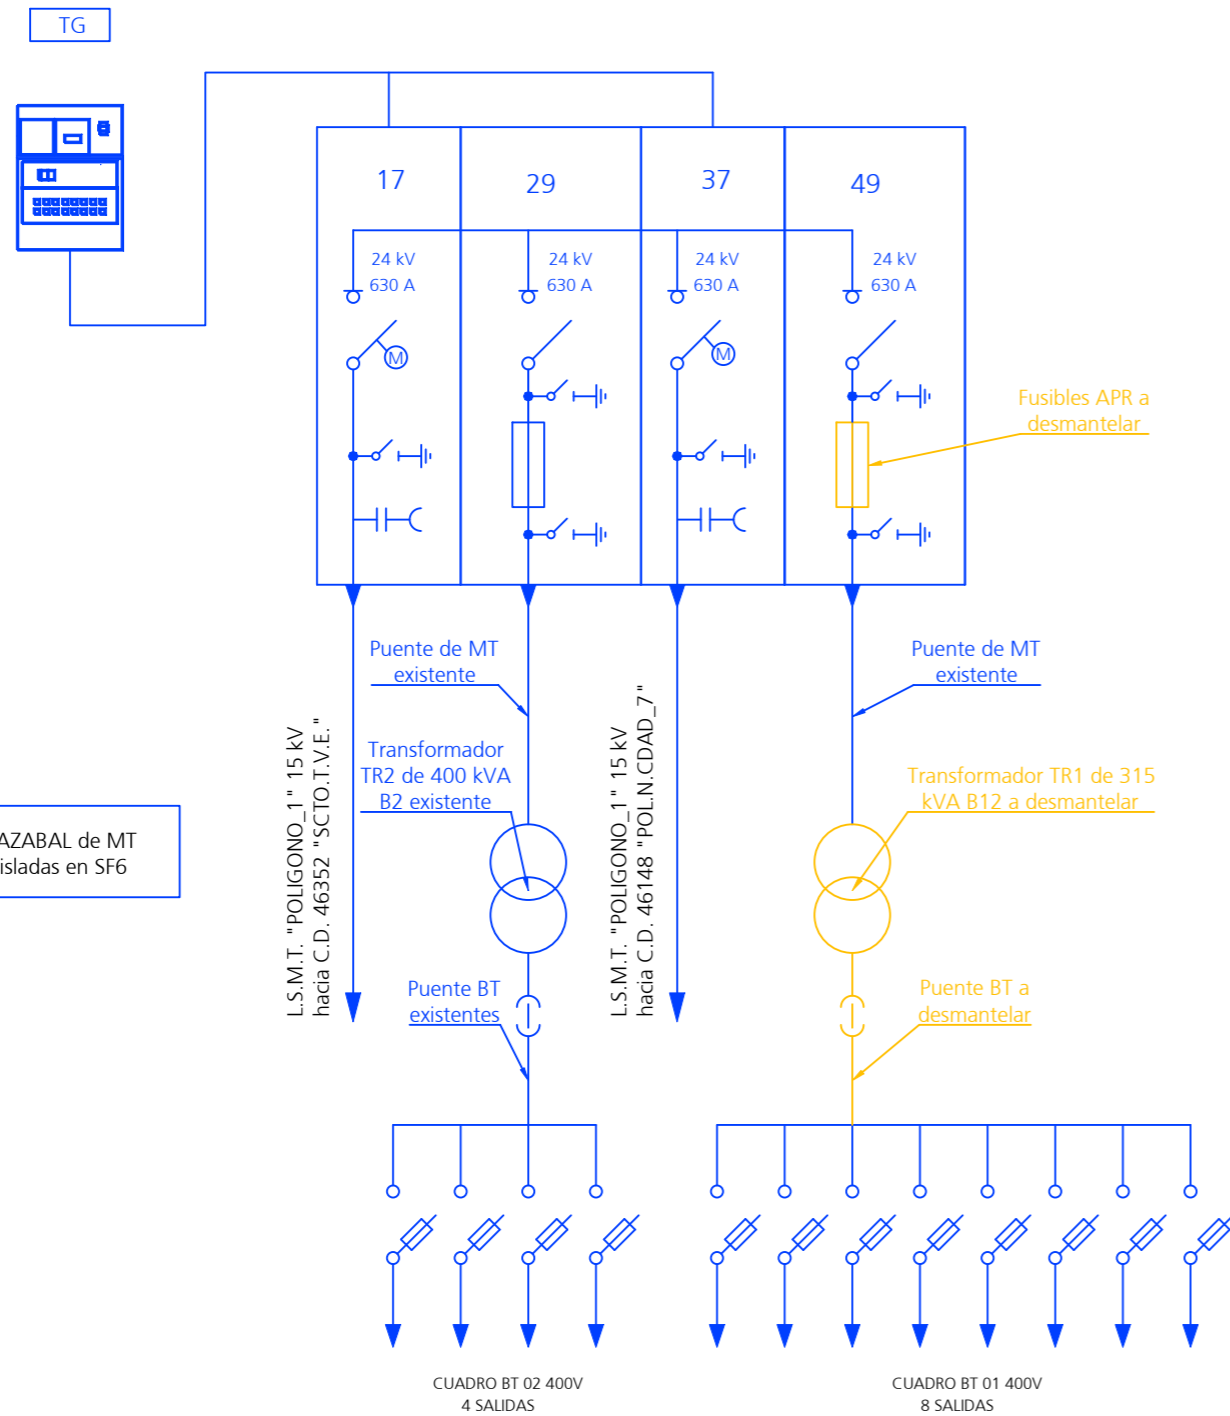 TG
17
29
37
49
24 kV
630 A
24 kV
630 A
24 kV
630 A
24 kV
630 A
M
M
Fusibles APR a
desmantelar
Puente de MT
existente
Puente de MT
existente
L.S.M.T. "POLIGONO_1" 15 kV
hacia C.D. 46352 "SCTO.T.V.E."
Transformador
TR2 de 400 kVA
B2 existente
L.S.M.T. "POLIGONO_1" 15 kV
hacia C.D. 46148 "POL.N.CDAD_7"
Transformador TR1 de 315
kVA B12 a desmantelar
AZABAL de MT
isladas en SF6
Puente BT
existentes
Puente BT a
desmantelar
CUADRO BT 02 400V
4 SALIDAS
CUADRO BT 01 400V
8 SALIDAS